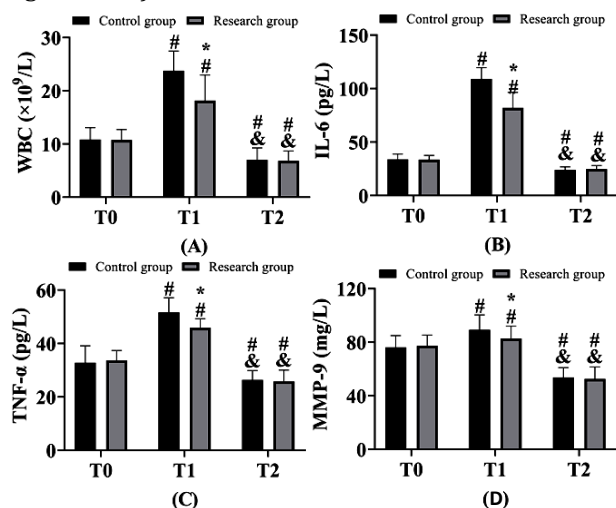 Control group Research group
WBC (×10⁹/L)
30
20
10
0
#
*
#
#
&
#
&
T0 T1 T2
(A)
Control group Research group
IL-6 (pg/L)
150
100
50
0
#
*
#
#
&
#
&
T0 T1 T2
(B)
Control group Research group
TNF-α (pg/L)
60
40
20
0
#
*
#
#
&
#
&
T0 T1 T2
(C)
Control group Research group
MMP-9 (mg/L)
120
80
40
0
#
*
#
#
&
#
&
T0 T1 T2
(D)